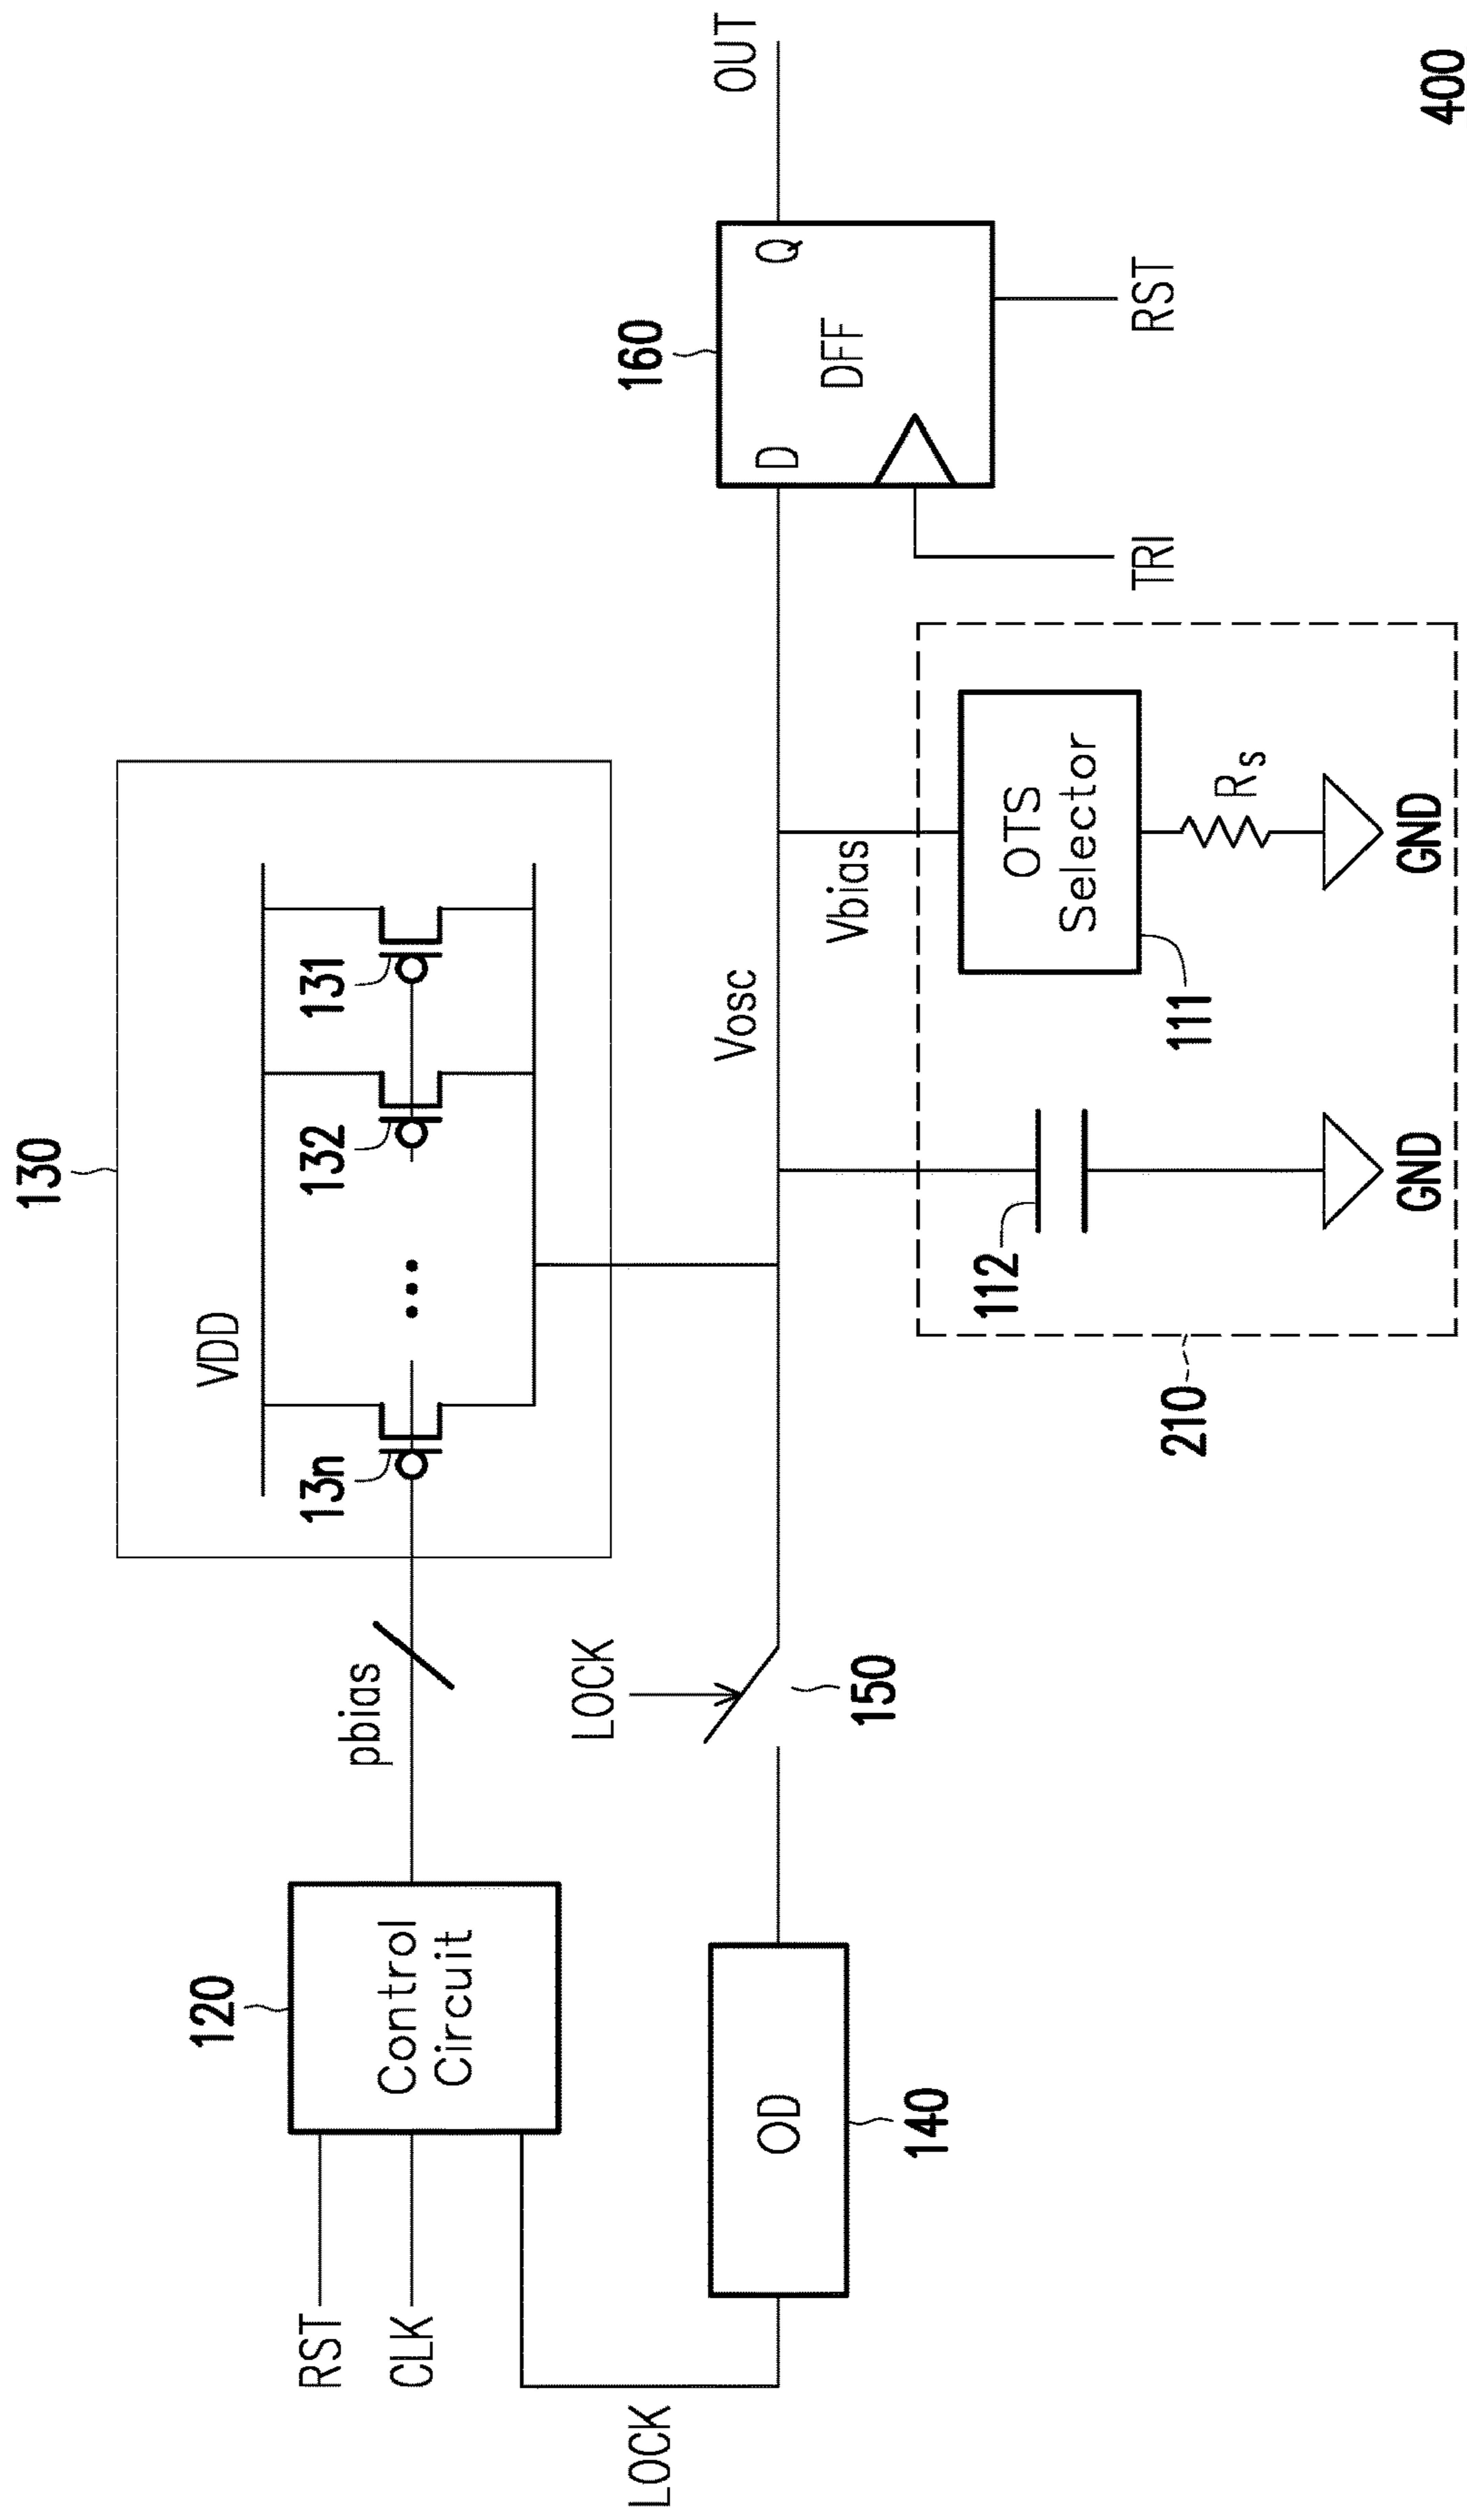 130
VDD
13n
132
131
120
pbias
RST
CLK
Control
Circuit
LOCK
LOCK
150
OD
140
Vosc
Vbias
160
D
Q
DFF
OUT
TRI
RST
112
111
OTS
Selector
Rs
GND
GND
210
400